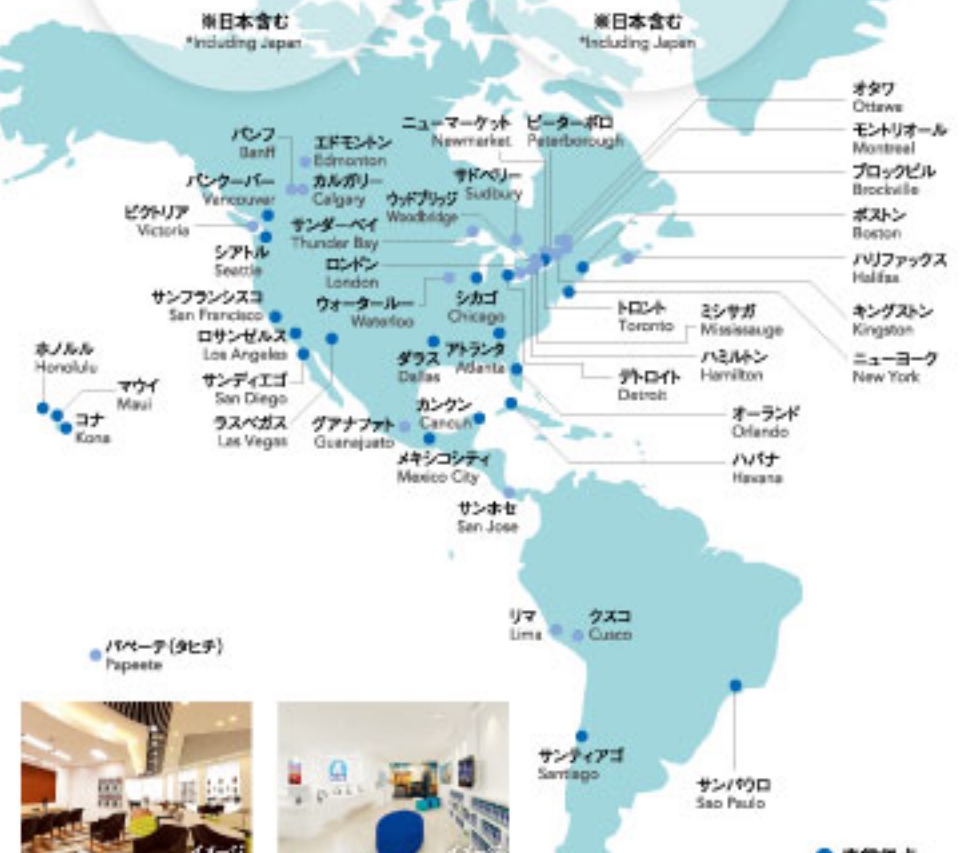 ※日本含む
*Including Japan
※日本含む
*Including Japan
オタワ
Ottawa
モントリオール
Montreal
ブロックビル
Brockville
ボストン
Boston
ハリファックス
Halifax
キングストン
Kingston
ニューヨーク
New York
ニューマーケット
Newmarket
ピーターボロ
Peterborough
バンフ
Banff
エドモントン
Edmonton
サドベリー
Sudbury
バンクーバー
Vancouver
カルガリー
Calgary
ウッドブリッジ
Woodbridge
ビクトリア
Victoria
サンダーベイ
Thunder Bay
シアトル
Seattle
ロンドン
London
サンフランシスコ
San Francisco
ウォータールー
Waterloo
シカゴ
Chicago
トロント
Toronto
ミシサガ
Mississauge
ロサンゼルス
Los Angeles
ダラス
Dallas
アトランタ
Atlanta
ハミルトン
Hamilton
デトロイト
Detroit
ホノルル
Honolulu
マウイ
Maui
コナ
Kona
サンディエゴ
San Diego
ラスベガス
Las Vegas
グアナファト
Guanajuato
カンクン
Cancun
オーランド
Orlando
メキシコシティ
Mexico City
ハバナ
Havana
サンホセ
San Jose
リマ
Lima
クスコ
Cusco
パペーテ(タヒチ)
Papeete
サンティアゴ
Santiago
サンパウロ
Sao Paulo
イメージ
イメージ